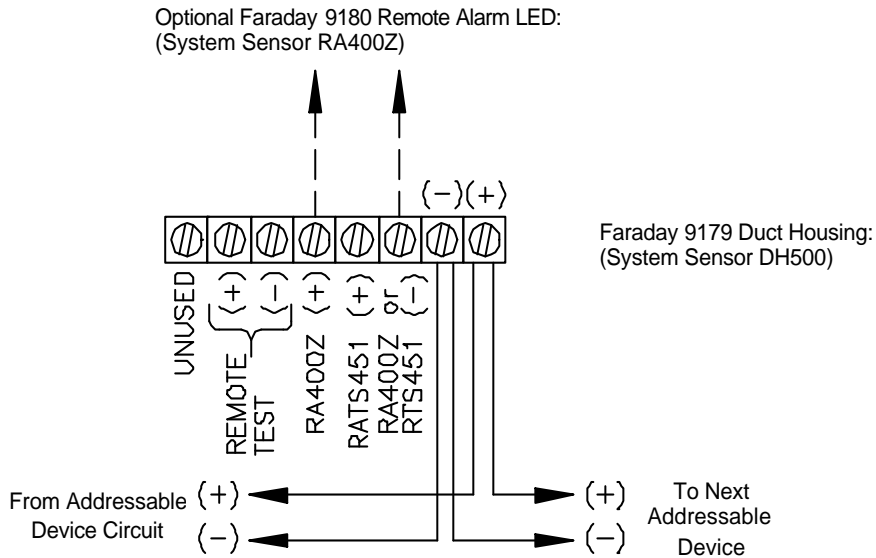 Optional Faraday 9180 Remote Alarm LED:
(System Sensor RA400Z)
(-)(+)
Faraday 9179 Duct Housing:
(System Sensor DH500)
UNUSED
(+)
(-)
REMOTE
TEST
(+)
RA400Z
(+)
RATS451
or
RA400Z
(-)
RTS451
From Addressable
Device Circuit
(+)
(-)
(+)
(-)
To Next
Addressable
Device